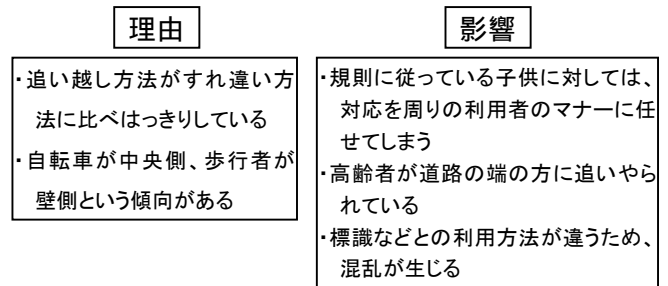 理由
・追い越し方法がすれ違い方
法に比べはっきりしている
・自転車が中央側、歩行者が
壁側という傾向がある
影響
・規則に従っている子供に対しては、
対応を周りの利用者のマナーに任
せてしまう
・高齢者が道路の端の方に追いやら
れている
・標識などとの利用方法が違うため、
混乱が生じる